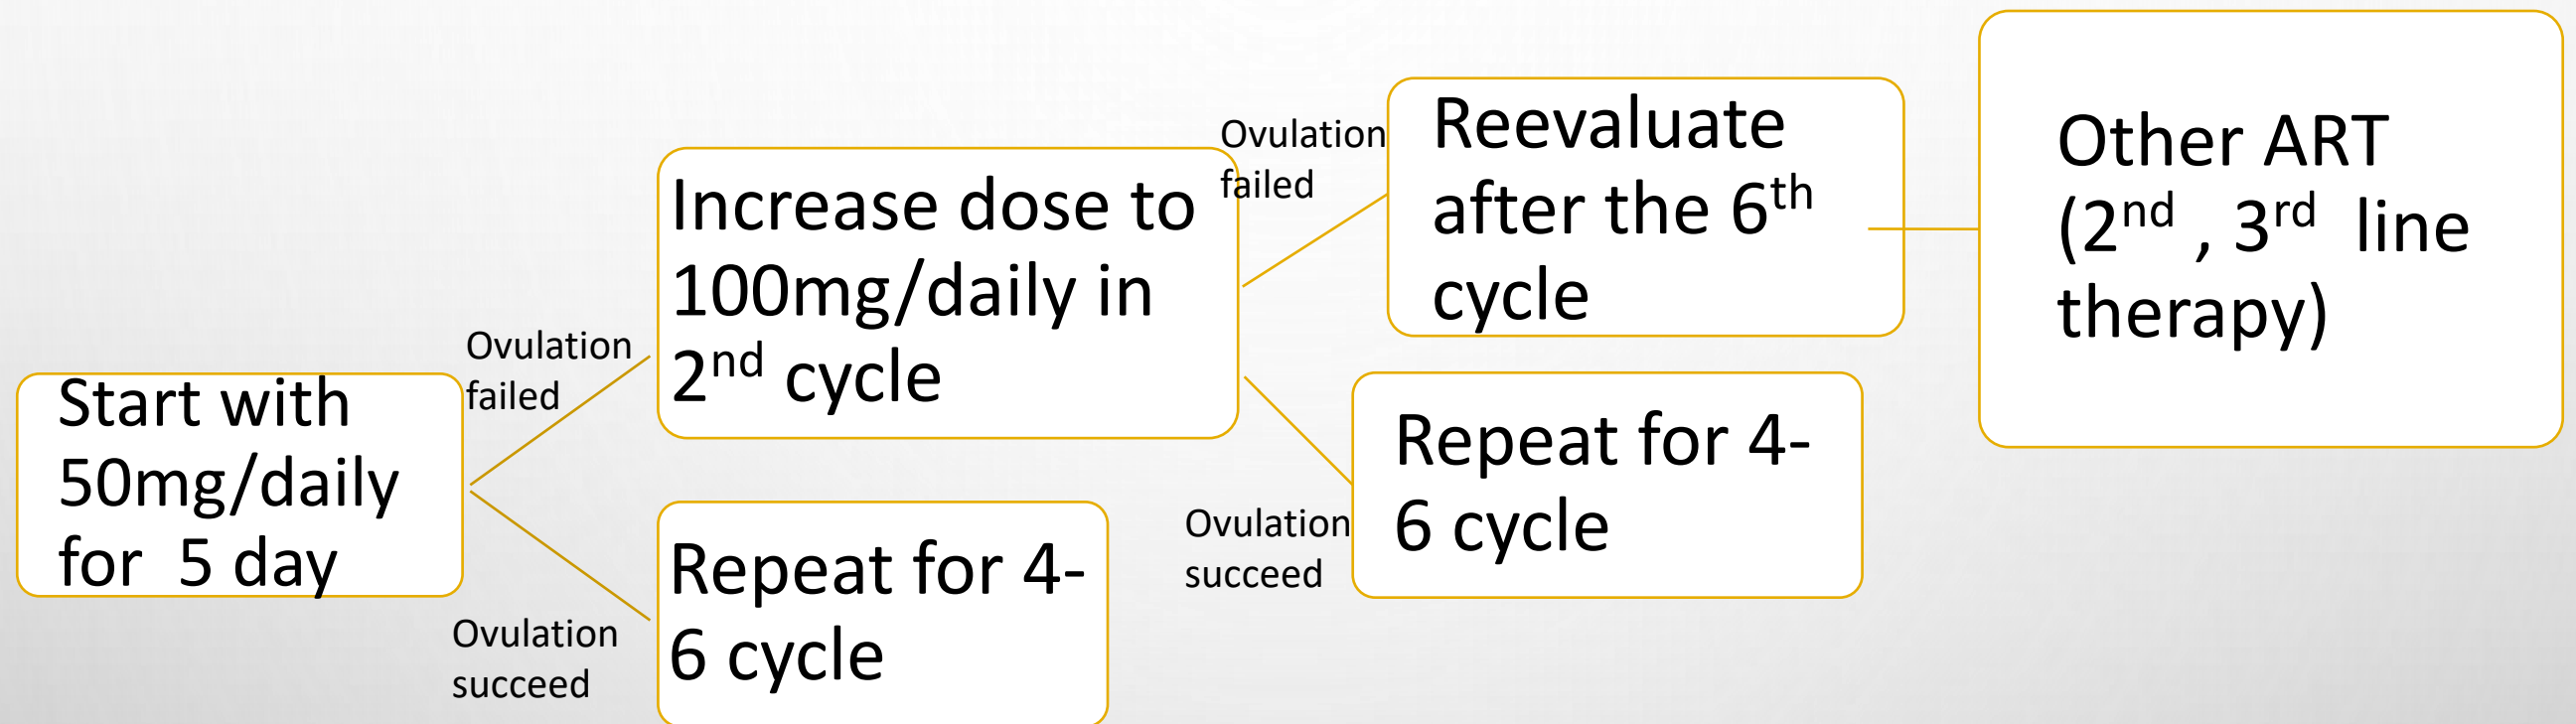 Start with
50mg/daily
for 5 day
Ovulation
failed
Ovulation
succeed
Increase dose to
100mg/daily in
2nd cycle
Repeat for 4-
6 cycle
Ovulation
failed
Ovulation
succeed
Reevaluate
after the 6th
cycle
Repeat for 4-
6 cycle
Other ART
(2nd , 3rd line
therapy)